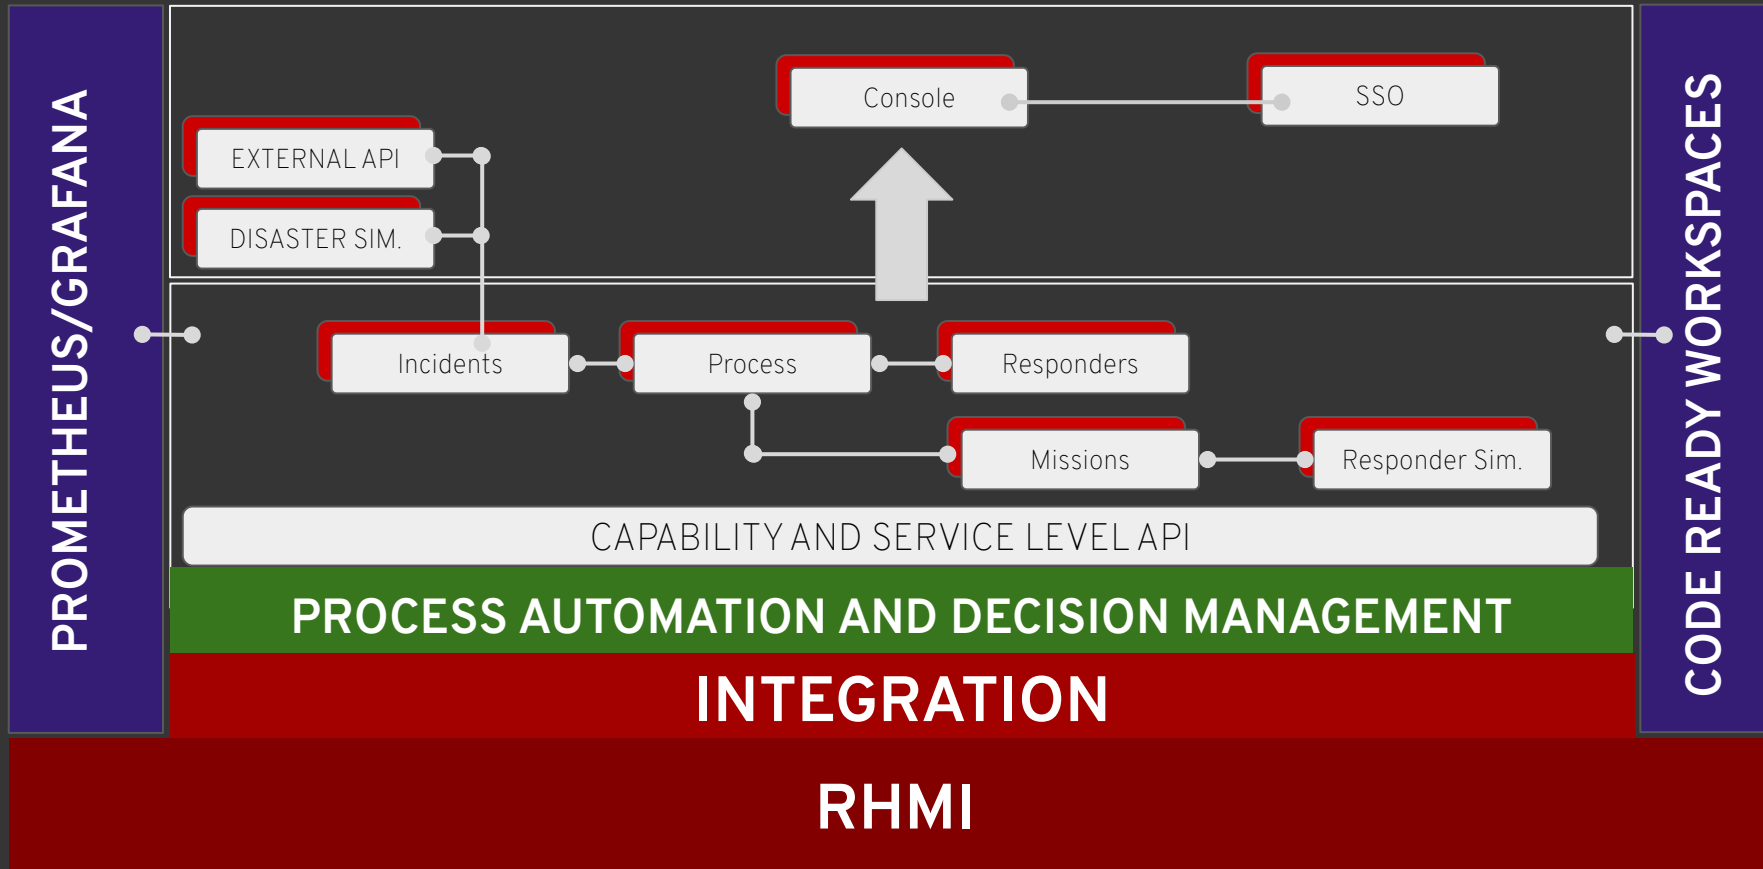 PROMETHEUS/GRAFANA
Console
SSO
EXTERNAL API
DISASTER SIM.
Incidents
Process
Responders
Missions
Responder Sim.
CAPABILITY AND SERVICE LEVEL API
PROCESS AUTOMATION AND DECISION MANAGEMENT
INTEGRATION
RHMI
CODE READY WORKSPACES